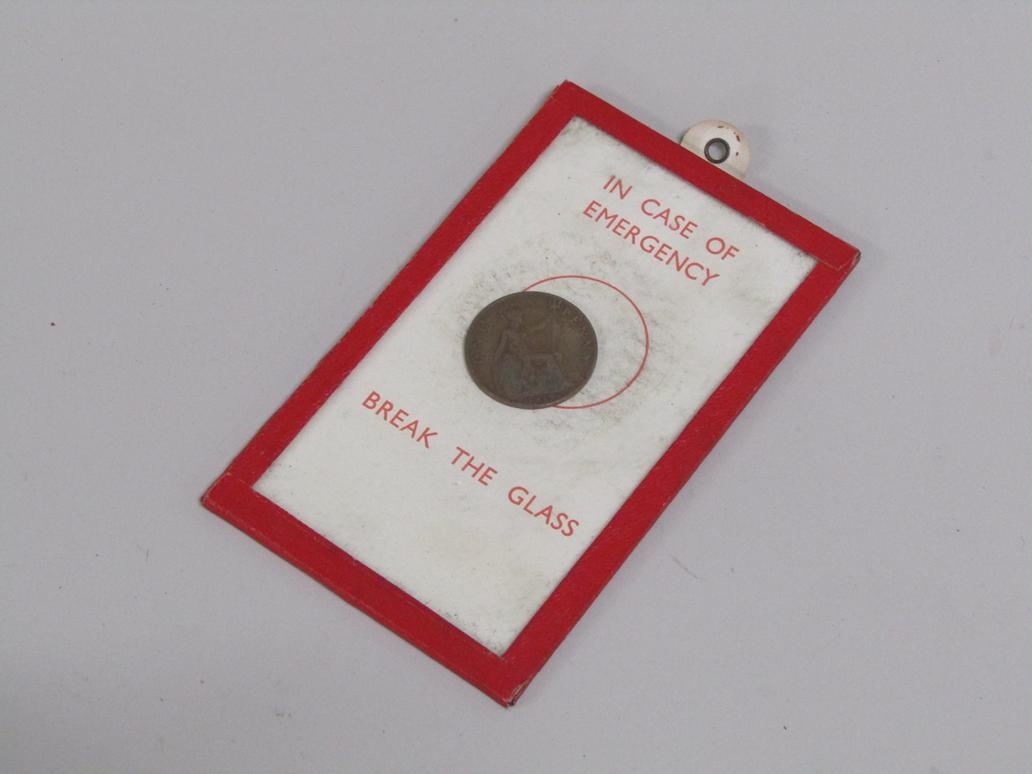 IN CASE OF
EMERGENCY
BREAK THE GLASS